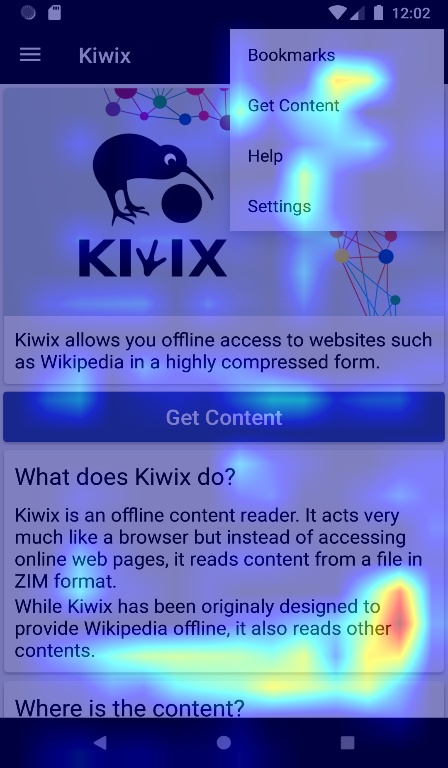 12:02
Kiwix
Bookmarks
Get Content
Help
Settings
KIWIX
Kiwix allows you offline access to websites such
as Wikipedia in a highly compressed form.
Get Content
What does Kiwix do?
Kiwix is an offline content reader. It acts very
much like a browser but instead of accessing
online web pages, it reads content from a file in
ZIM format.
While Kiwix has been originaly designed to
provide Wikipedia offline, it also reads other
contents.
Where is the content?